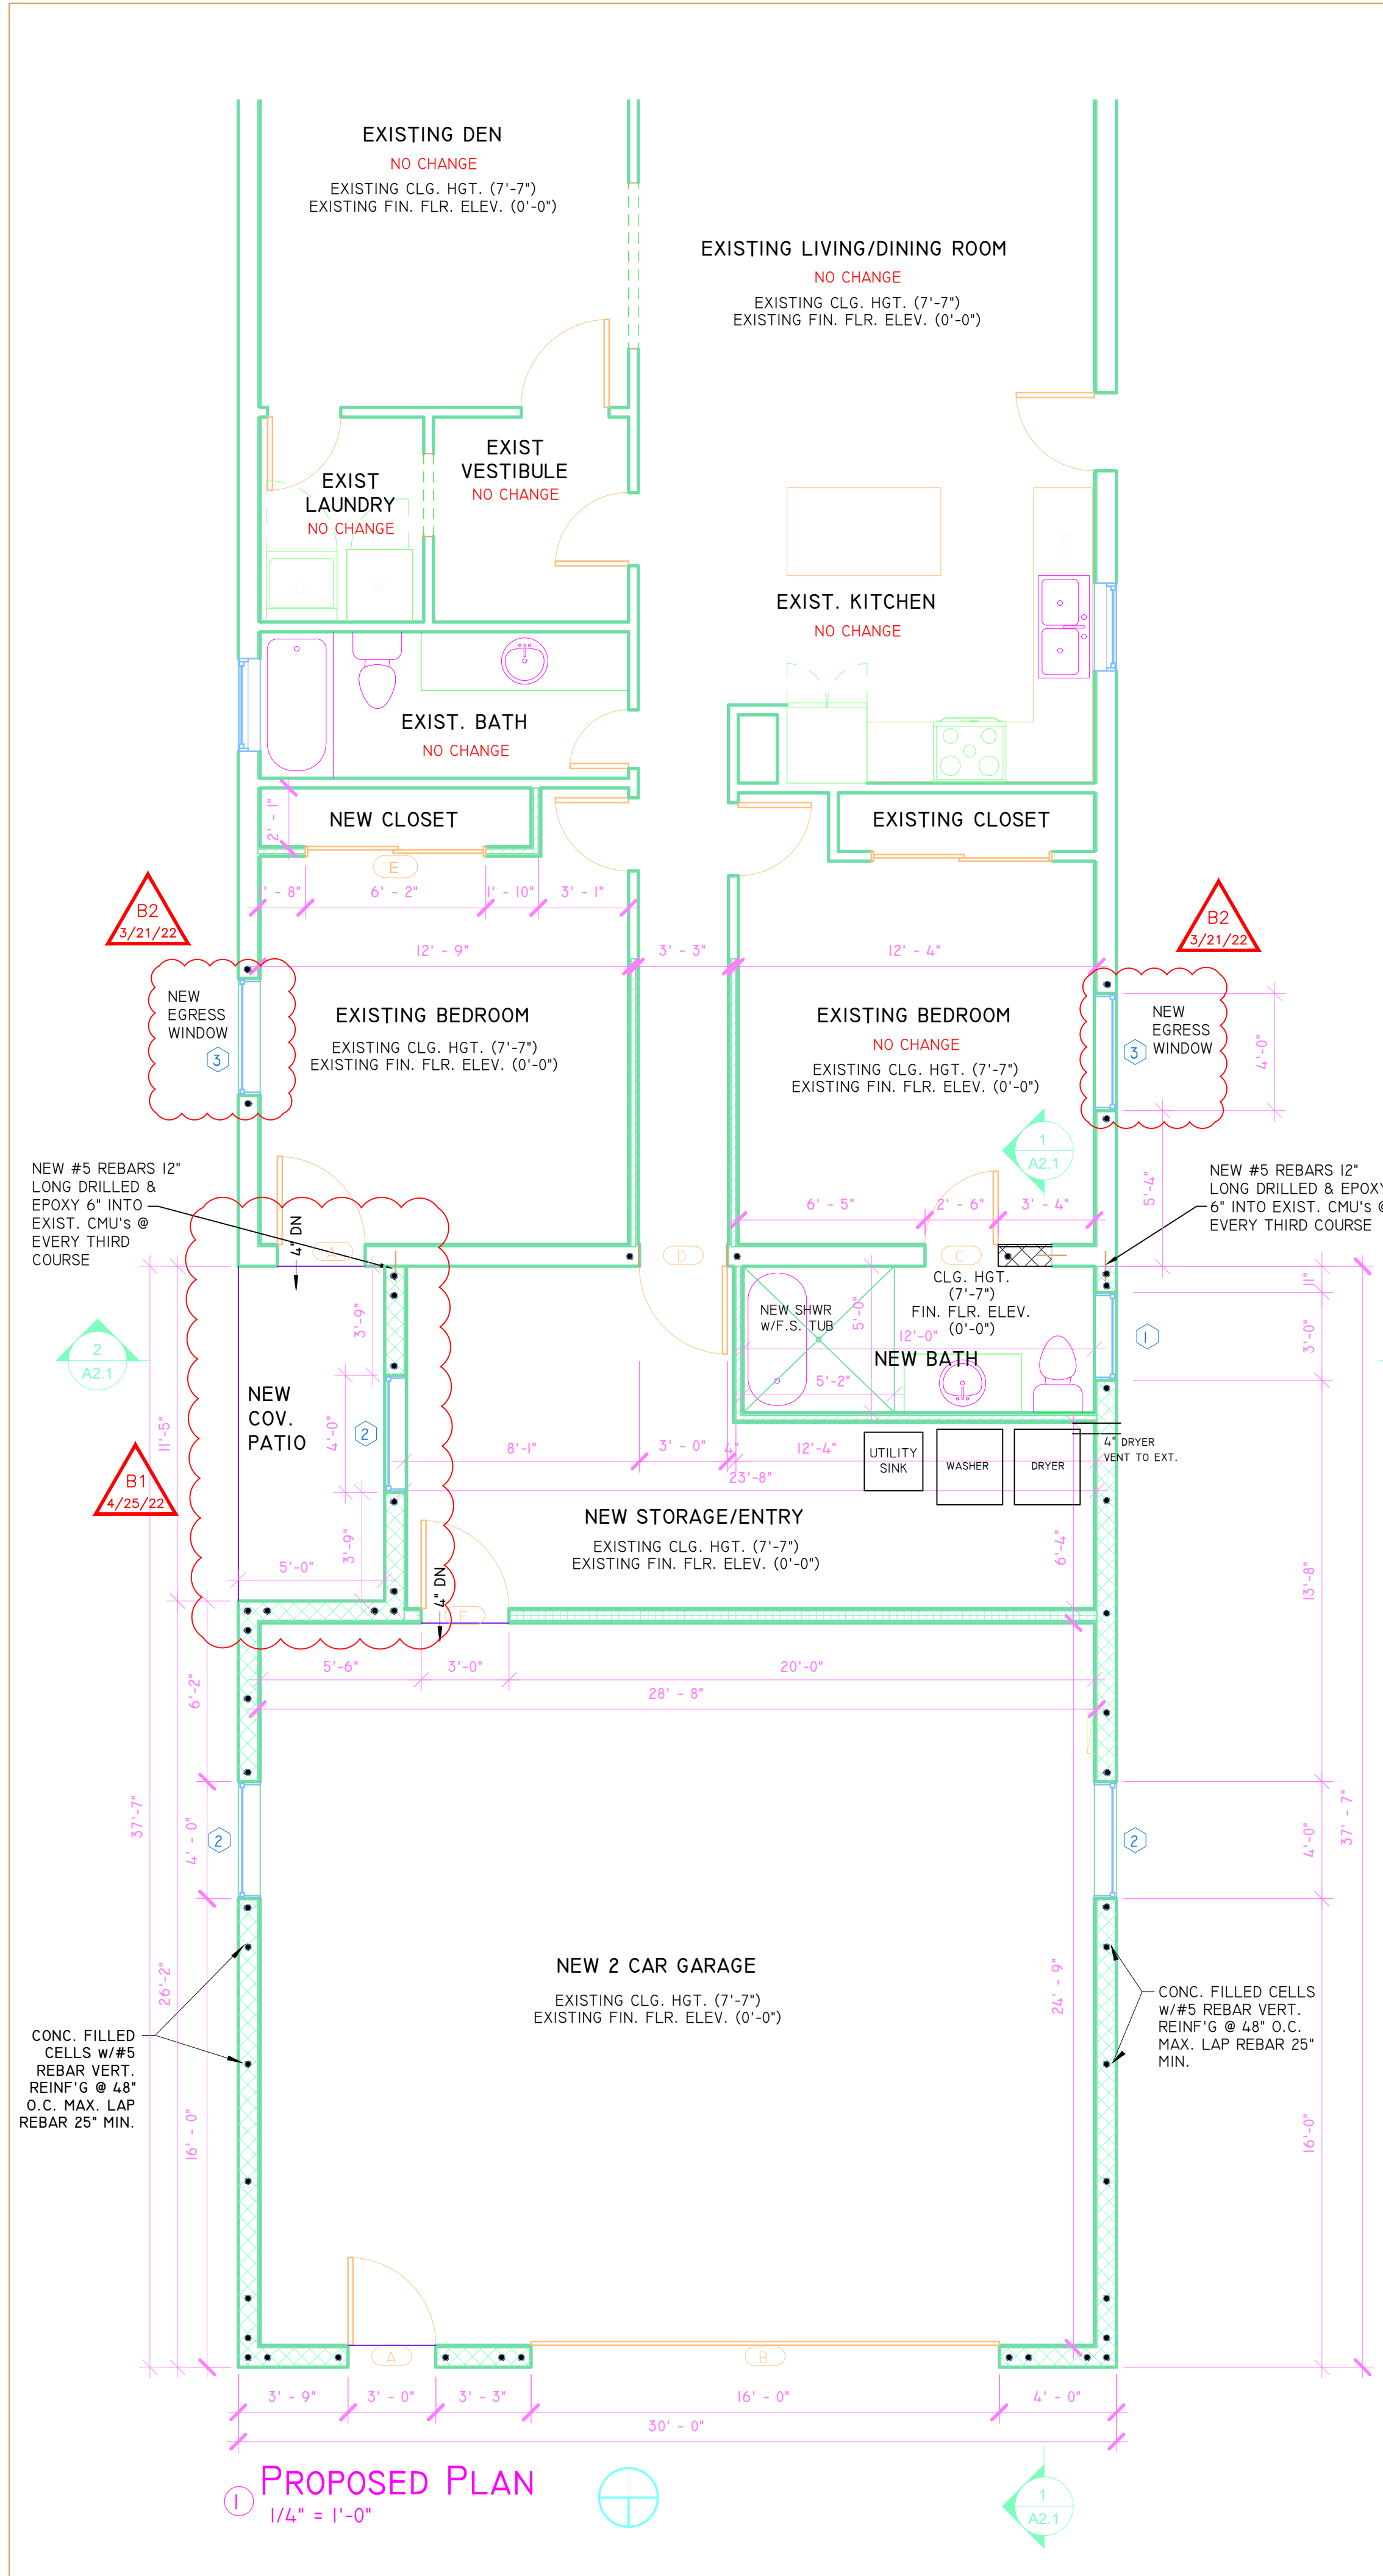 EXISTING DEN
NO CHANGE
EXISTING CLG. HGT. (7'-7")
EXISTING FIN. FLR. ELEV. (0'-0")
EXISTING LIVING/DINING ROOM
NO CHANGE
EXISTING CLG. HGT. (7'-7")
EXISTING FIN. FLR. ELEV. (0'-0")
EXIST
VESTIBULE
NO CHANGE
EXIST
LAUNDRY
NO CHANGE
EXIST. KITCHEN
NO CHANGE
EXIST. BATH
NO CHANGE
2' - 1"
NEW CLOSET
EXISTING CLOSET
E
' - 8"
6' - 2"
1' - 10"
3' - 1"
B2
3/21/22
B2
3/21/22
12' - 9"
3' - 3"
12' - 4"
NEW
EGRESS
WINDOW
3
EXISTING BEDROOM
EXISTING CLG. HGT. (7'-7")
EXISTING FIN. FLR. ELEV. (0'-0")
EXISTING BEDROOM
NO CHANGE
EXISTING CLG. HGT. (7'-7")
EXISTING FIN. FLR. ELEV. (0'-0")
NEW
EGRESS
WINDOW
3
4'-0"
1
A2.1
5'-4"
NEW #5 REBARS 12"
LONG DRILLED &
EPOXY 6" INTO
EXIST. CMU's @
EVERY THIRD
COURSE
NEW #5 REBARS 12"
LONG DRILLED & EPOXY
6" INTO EXIST. CMU's @
EVERY THIRD COURSE
6' - 5"
2' - 6"
3' - 4"
4" DN
A
D
C
CLG. HGT.
(7'-7")
FIN. FLR. ELEV.
(0'-0")
11"
NEW SHWR
W/F.S. TUB
5'-0"
12'-0"
NEW BATH
5'-2"
1
3'-0"
2
A2.1
3'-9"
NEW
COV.
PATIO
4'-0"
2
11'-5"
8'-1"
3' - 0"
4"
12'-4"
23'-8"
UTILITY
SINK
WASHER
DRYER
4" DRYER
VENT TO EXT.
B1
4/25/22
NEW STORAGE/ENTRY
EXISTING CLG. HGT. (7'-7")
EXISTING FIN. FLR. ELEV. (0'-0")
3'-9"
5'-0"
4" DN
F
6'-4"
13'-8"
5'-6"
3'-0"
20'-0"
28' - 8"
6'-2"
37'-7"
4' - 0"
2
2
4'-0"
37' - 7"
NEW 2 CAR GARAGE
EXISTING CLG. HGT. (7'-7")
EXISTING FIN. FLR. ELEV. (0'-0")
26'-2"
24' - 9"
CONC. FILLED
CELLS W/#5
REBAR VERT.
REINF'G @ 48"
O.C. MAX. LAP
REBAR 25" MIN.
CONC. FILLED CELLS
W/#5 REBAR VERT.
REINF'G @ 48" O.C.
MAX. LAP REBAR 25"
MIN.
16' - 0"
16'-0"
A
B
3' - 9"
3' - 0"
3' - 3"
16' - 0"
4' - 0"
30' - 0"
1
PROPOSED PLAN
1/4" = 1'-0"
1
A2.1